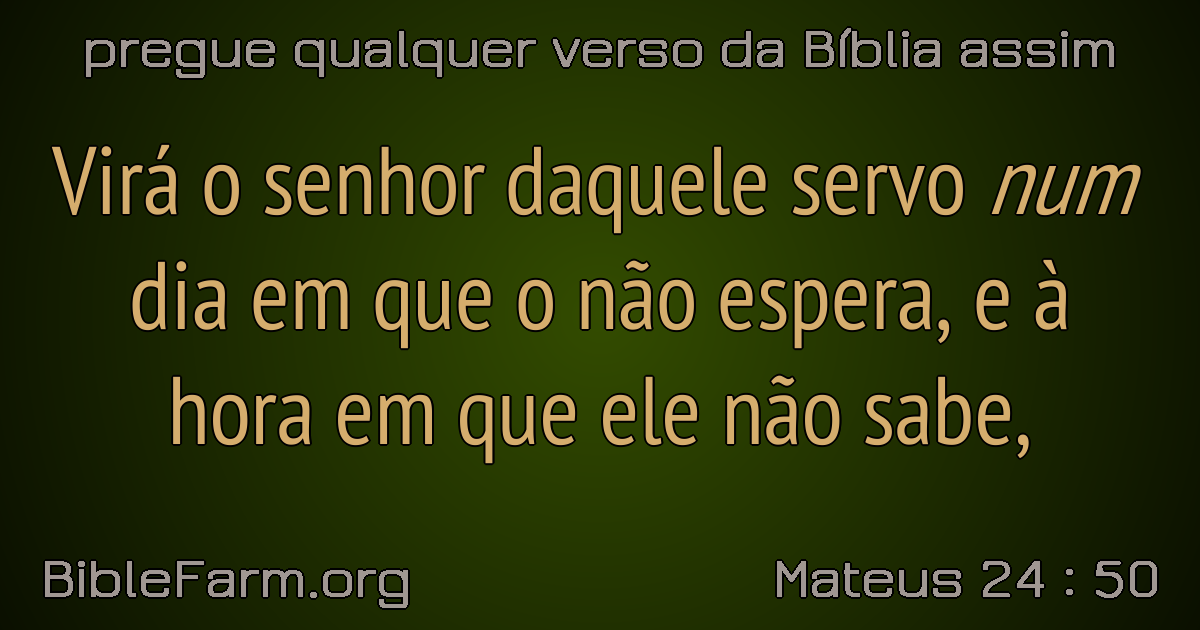 pregue qualquer verso da Bíblia assim
Virá o senhor daquele servo num
dia em que o não espera, e à
hora em que ele não sabe,
BibleFarm.org
Mateus 24 : 50